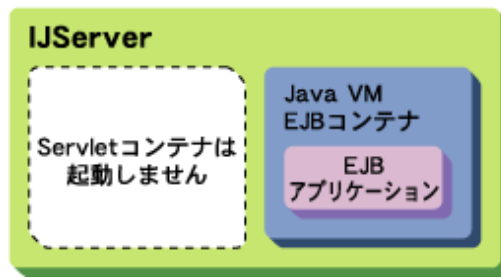 IJServer
Servletコンテナは
起動しません
Java VM
EJBコンテナ
EJB
アプリケーション